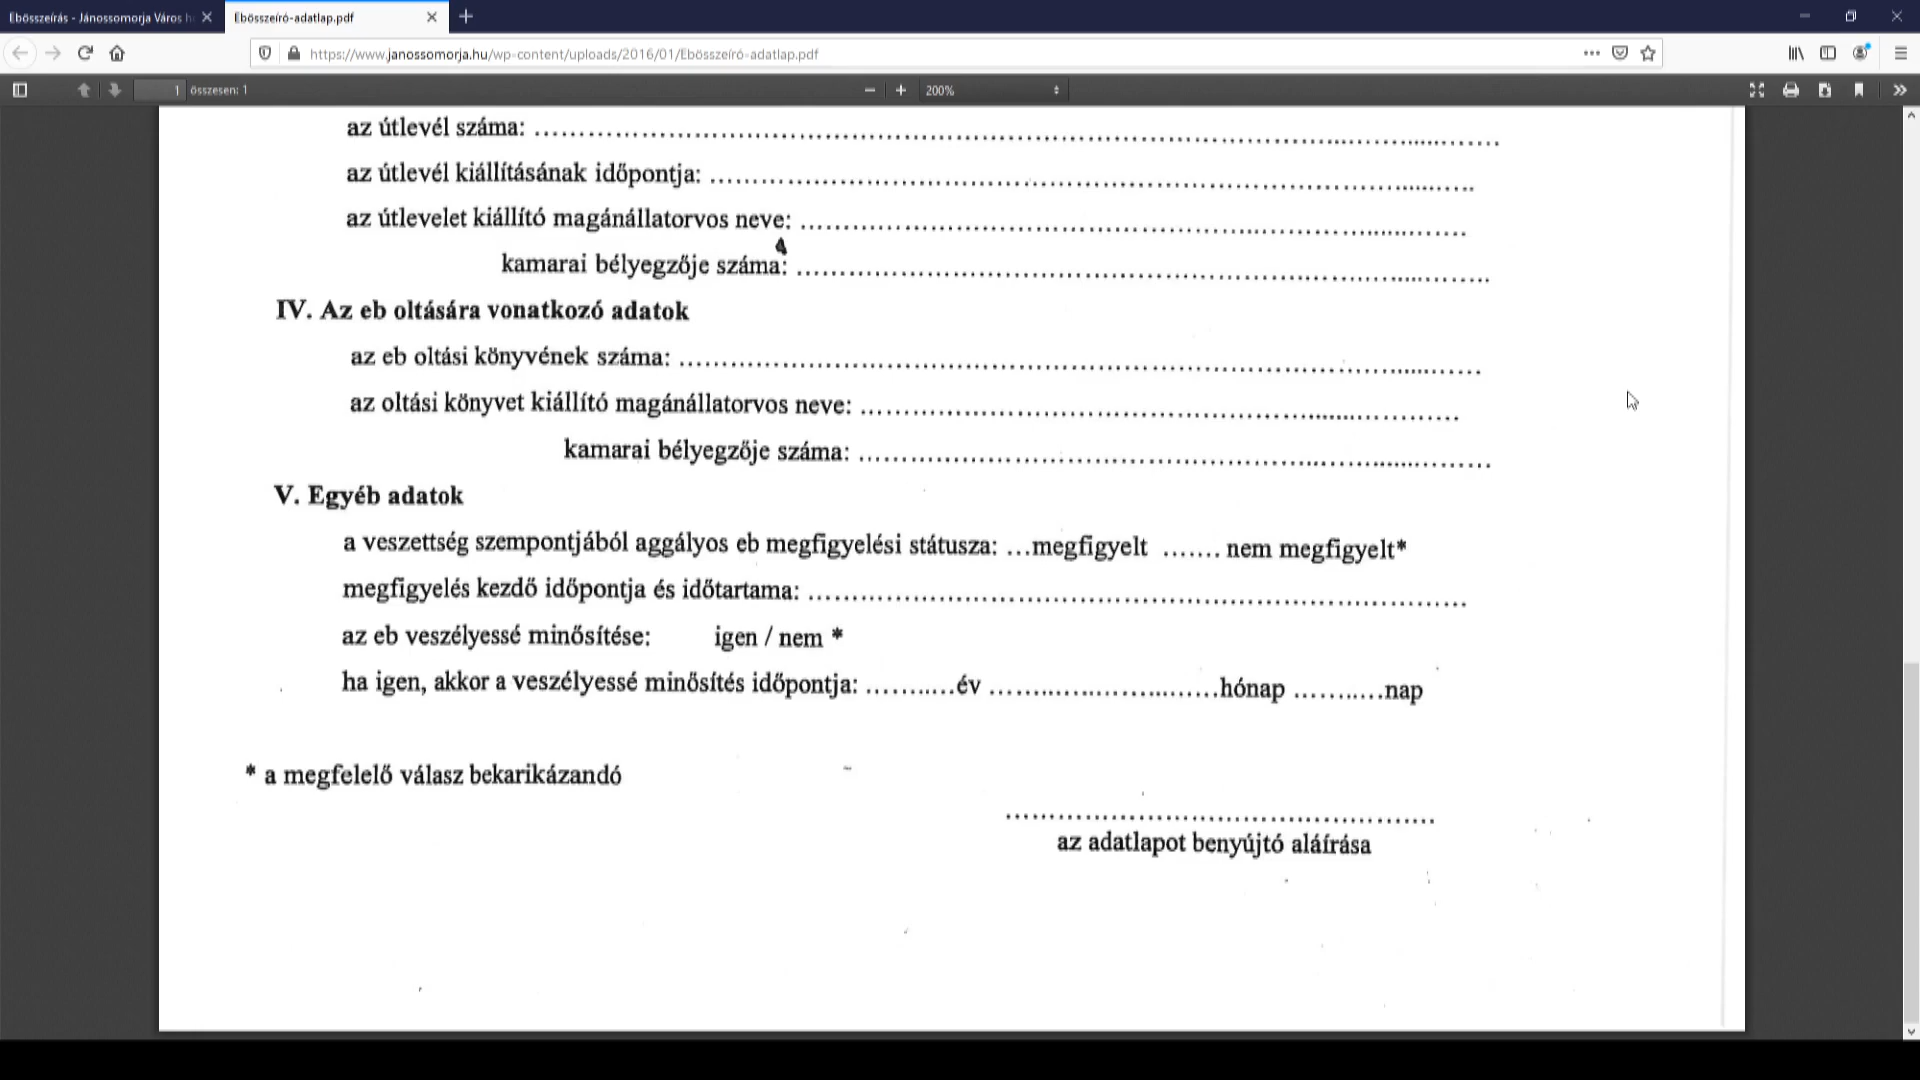 Ebösszeírás - Jánossomorja Város h
Ebösszeíró-adatlap.pdf
https://www.janossomorja.hu/wp-content/uploads/2016/01/Ebösszeíró-adatlap.pdf
1 összesen: 1
200%
az útlevél száma: ..........................................................................................
az útlevél kiállításának időpontja: ..........................................................................................
az útlevelet kiállító magánállatorvos neve: ..........................................................................................
kamarai bélyegzője száma: ..........................................................................................
IV. Az eb oltására vonatkozó adatok
az eb oltási könyvének száma: ..........................................................................................
az oltási könyvet kiállító magánállatorvos neve: ..........................................................................................
kamarai bélyegzője száma: ..........................................................................................
V. Egyéb adatok
a veszettség szempontjából aggályos eb megfigyelési státusza: ...megfigyelt ....... nem megfigyelt*
megfigyelés kezdő időpontja és időtartama: ..........................................................................................
az eb veszélyessé minősítése: igen / nem *
ha igen, akkor a veszélyessé minősítés időpontja: ...........év ............................hónap ...........nap
* a megfelelő válasz bekarikázandó
....................................................
az adatlapot benyújtó aláírása